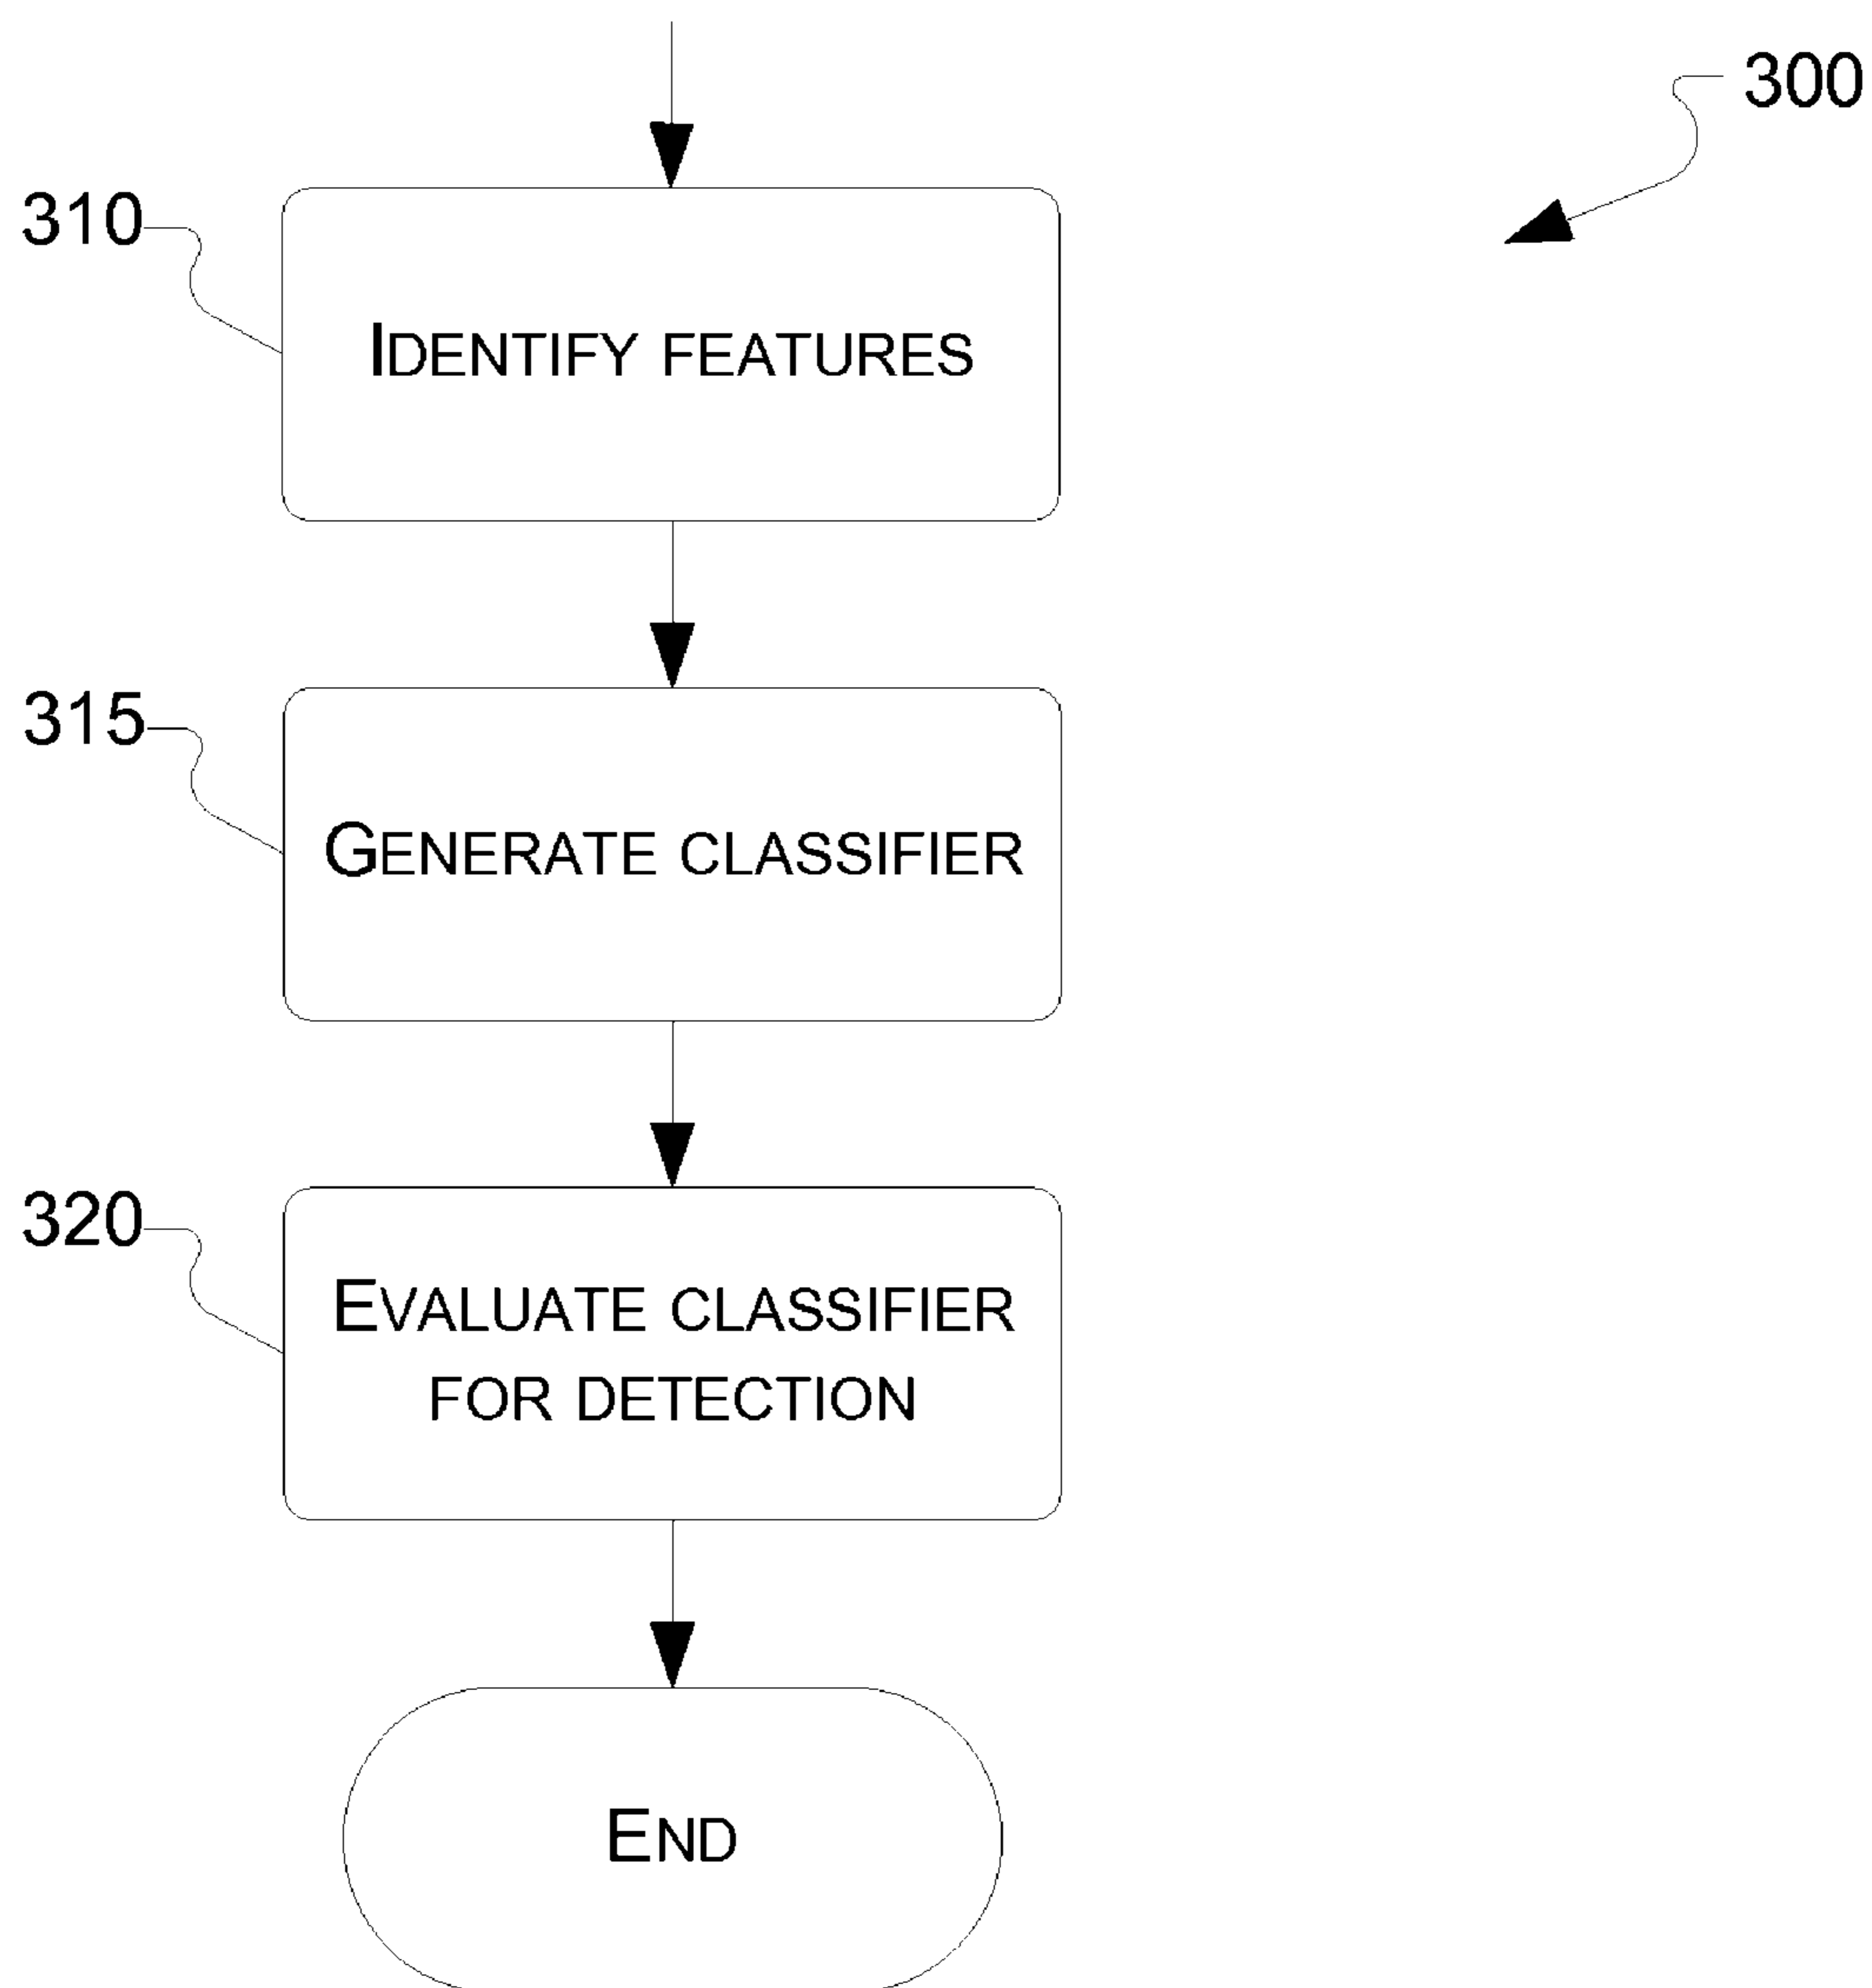 300
310
IDENTIFY FEATURES
315
GENERATE CLASSIFIER
320
EVALUATE CLASSIFIER
FOR DETECTION
END